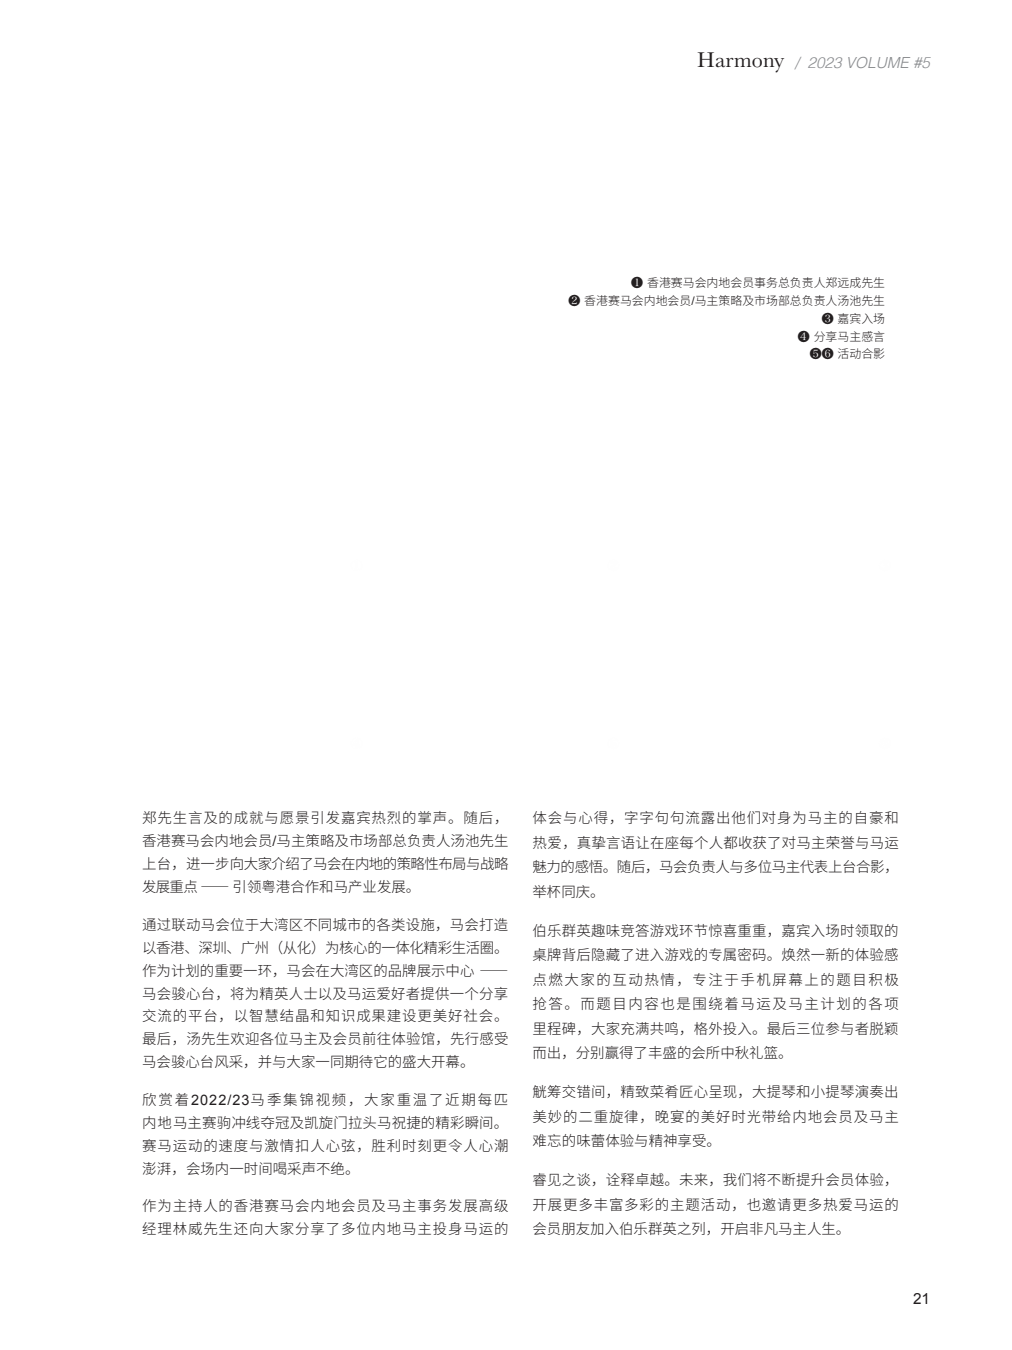 Harmony / 2023 VOLUME #5
❶ 香港赛马会内地会员事务总负责人郑远成先生
❷ 香港赛马会内地会员/马主策略及市场部总负责人汤池先生
❸ 嘉宾入场
❹ 分享马主感言
❺❻ 活动合影
郑先生言及的成就与愿景引发嘉宾热烈的掌声。随后，
香港赛马会内地会员/马主策略及市场部总负责人汤池先生
上台，进一步向大家介绍了马会在内地的策略性布局与战略
发展重点 —— 引领粤港合作和马产业发展。
通过联动马会位于大湾区不同城市的各类设施，马会打造
以香港、深圳、广州（从化）为核心的一体化精彩生活圈。
作为计划的重要一环，马会在大湾区的品牌展示中心 ——
马会骏心台，将为精英人士以及马运爱好者提供一个分享
交流的平台，以智慧结晶和知识成果建设更美好社会。
最后，汤先生欢迎各位马主及会员前往体验馆，先行感受
马会骏心台风采，并与大家一同期待它的盛大开幕。
欣赏着2022/23马季集锦视频，大家重温了近期每匹
内地马主赛驹冲线夺冠及凯旋门拉头马祝捷的精彩瞬间。
赛马运动的速度与激情扣人心弦，胜利时刻更令人心潮
澎湃，会场内一时间喝采声不绝。
作为主持人的香港赛马会内地会员及马主事务发展高级
经理林威先生还向大家分享了多位内地马主投身马运的
体会与心得，字字句句流露出他们对身为马主的自豪和
热爱，真挚言语让在座每个人都收获了对马主荣誉与马运
魅力的感悟。随后，马会负责人与多位马主代表上台合影，
举杯同庆。
伯乐群英趣味竞答游戏环节惊喜重重，嘉宾入场时领取的
桌牌背后隐藏了进入游戏的专属密码。焕然一新的体验感
点燃大家的互动热情，专注于手机屏幕上的题目积极
抢答。而题目内容也是围绕着马运及马主计划的各项
里程碑，大家充满共鸣，格外投入。最后三位参与者脱颖
而出，分别赢得了丰盛的会所中秋礼篮。
觥筹交错间，精致菜肴匠心呈现，大提琴和小提琴演奏出
美妙的二重旋律，晚宴的美好时光带给内地会员及马主
难忘的味蕾体验与精神享受。
睿见之谈，诠释卓越。未来，我们将不断提升会员体验，
开展更多丰富多彩的主题活动，也邀请更多热爱马运的
会员朋友加入伯乐群英之列，开启非凡马主人生。
21